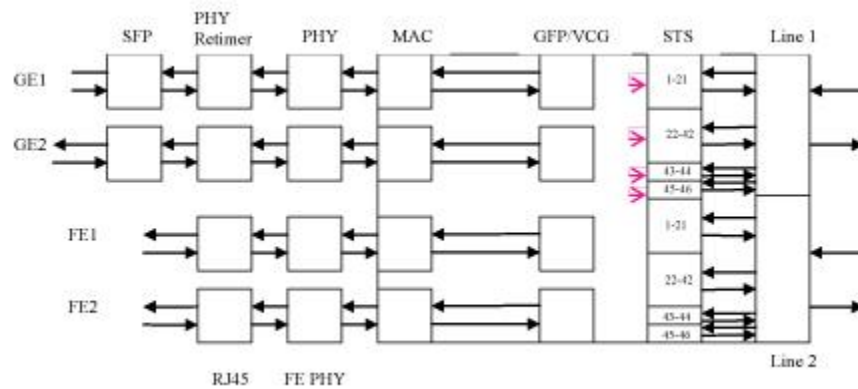 PHY
SFP Retimer PHY MAC GFP/VCG STS Line 1
GE1 1-21
GE2 22-42
43-44
45-46
FE1 1-21
22-42
FE2 43-44
45-46
Line 2
RJ45 FE PHY